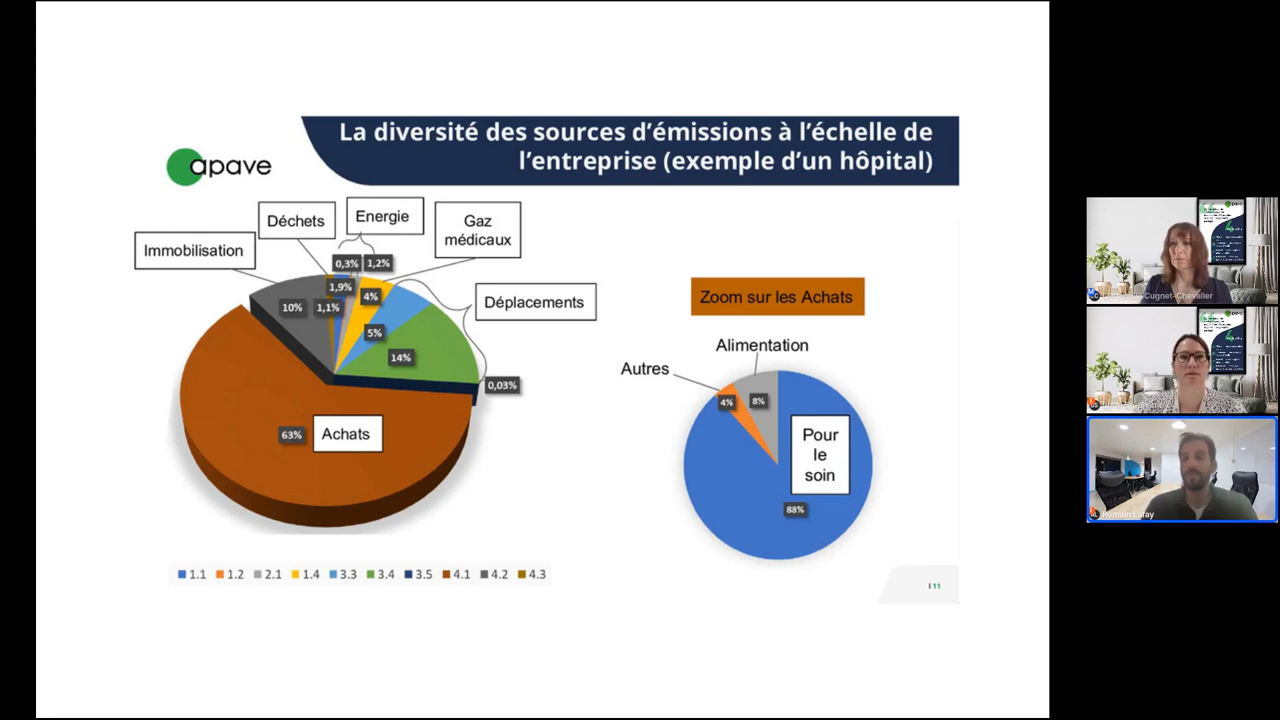 La diversité des sources d'émissions à l'échelle de
l'entreprise (exemple d'un hôpital)
apave
Déchets
Energie
Gaz
médicaux
Immobilisation
0,3%
1,2%
1,9%
4%
10%
1,1%
Déplacements
5%
14%
0,03%
63%
Achats
Zoom sur les Achats
Alimentation
Autres
4%
8%
Pour
le
soin
88%
1.1
1.2
2.1
1.4
3.3
3.4
3.5
4.1
4.2
4.3
11
Cugnet-Chevalier
Romain Lafay